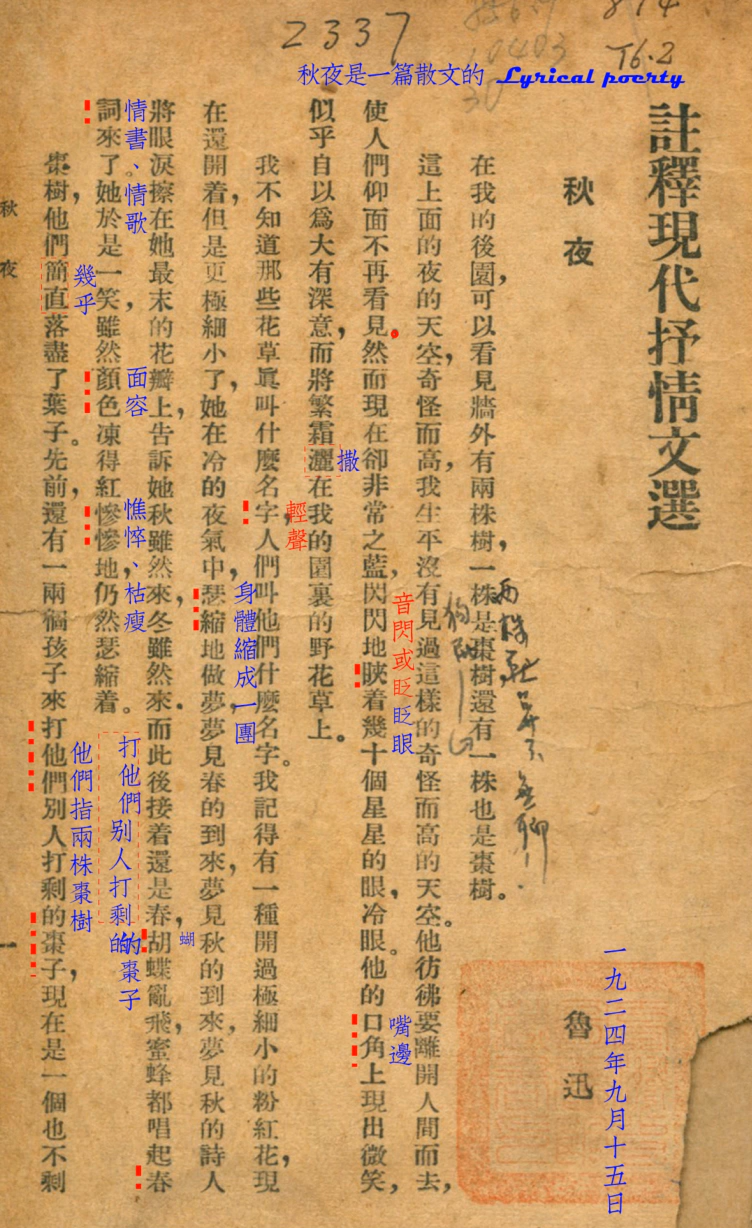 2337
814
T6.2
秋夜是一篇散文的 Lyrical poerty
註釋現代抒情文選
秋夜
魯迅
一九二四年九月十五日
在我的後園，可以看見牆外有兩株樹，一株是棗樹，還有一株也是棗樹。
這上面的夜的天空，奇怪而高，我生平沒有見過這樣的奇怪而高的天空。他彷彿要離開人間而去，
音閃或眨眨眼
嘴邊
使人們仰面不再看見。然而現在卻非常之藍，閃閃地䀹着幾十個星星的眼，冷眼。他的口角上現出微笑，
撒
似乎自以爲大有深意，而將繁霜灑在我的園裏的野花草上。
輕聲
我不知道那些花草眞叫什麼名字，人們叫他們什麼名字。我記得有一種開過極細小的粉紅花，現
身體縮成一團
在還開着，但是更極細小了，她在冷的夜氣中，瑟縮地做夢，夢見春的到來，夢見秋的到來，夢見秋的詩人
蝴
將眼淚擦在她最末的花瓣上，告訴她秋雖然來，冬雖然來，而此後接着還是春，胡蝶亂飛，蜜蜂都唱起春
情書、情歌
面容
憔悴、枯瘦
打他們別人打剩的棗子
詞來了。她於是一笑，雖然顏色凍得紅慘慘地，仍然瑟縮着。
幾乎
他們指兩株棗樹
棗樹，他們簡直落盡了葉子。先前，還有一兩個孩子來打他們別人打剩的棗子，現在是一個也不剩
秋夜
一